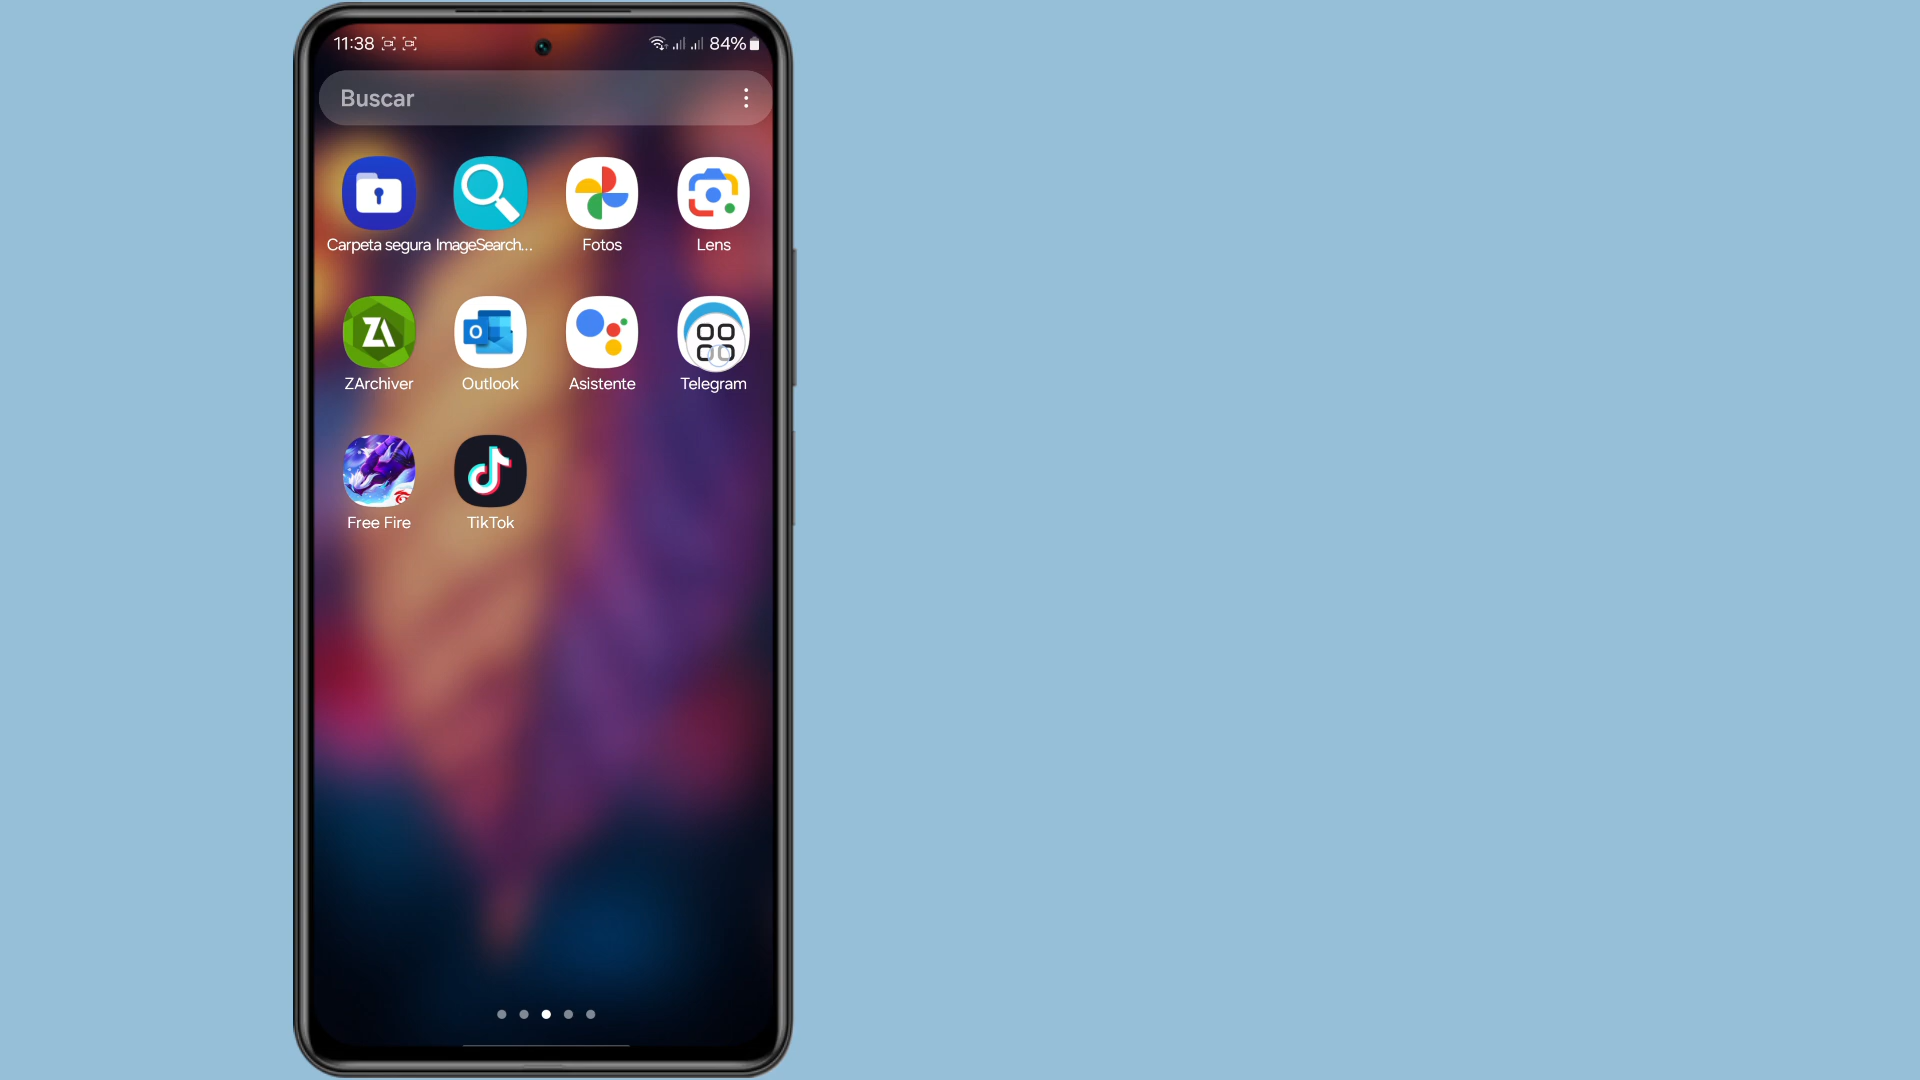 11:38 84%
Buscar
Carpeta segura ImageSearch... Fotos Lens
ZArchiver Outlook Asistente Telegram
Free Fire TikTok